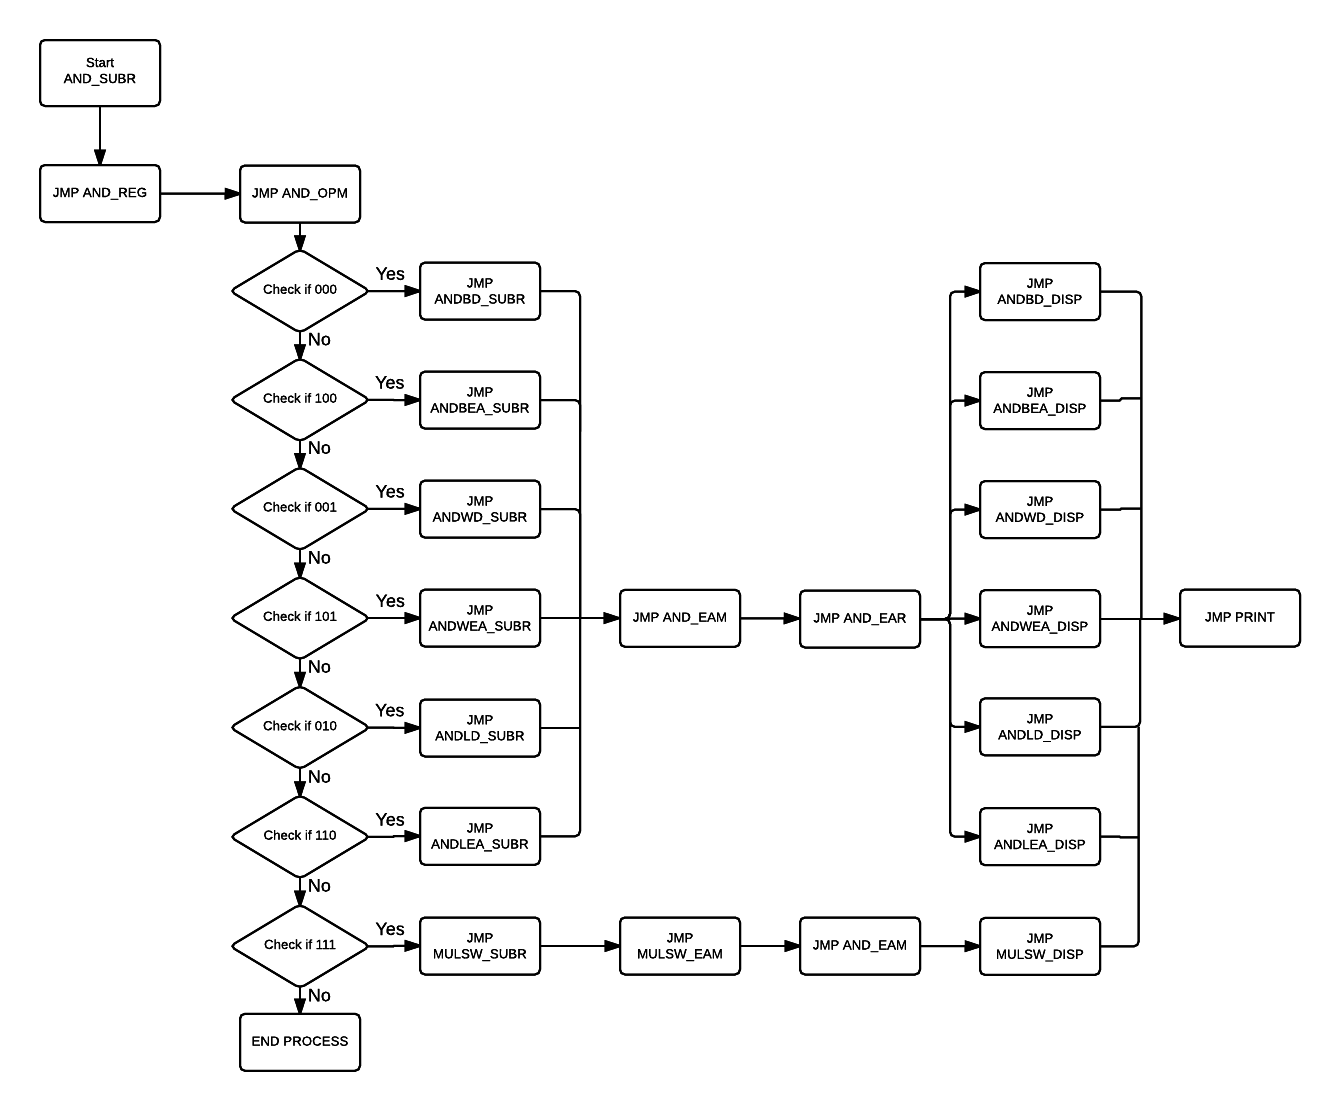 Start
AND_SUBR
JMP AND_REG
JMP AND_OPM
Check if 000
Yes
JMP
ANDBD_SUBR
JMP
ANDBD_DISP
No
Check if 100
Yes
JMP
ANDBEA_SUBR
JMP
ANDBEA_DISP
No
Check if 001
Yes
JMP
ANDWD_SUBR
JMP
ANDWD_DISP
No
Check if 101
Yes
JMP
ANDWEA_SUBR
JMP AND_EAM
JMP AND_EAR
JMP
ANDWEA_DISP
JMP PRINT
No
Check if 010
Yes
JMP
ANDLD_SUBR
JMP
ANDLD_DISP
No
Check if 110
Yes
JMP
ANDLEA_SUBR
JMP
ANDLEA_DISP
No
Check if 111
Yes
JMP
MULSW_SUBR
JMP
MULSW_EAM
JMP AND_EAM
JMP
MULSW_DISP
No
END PROCESS